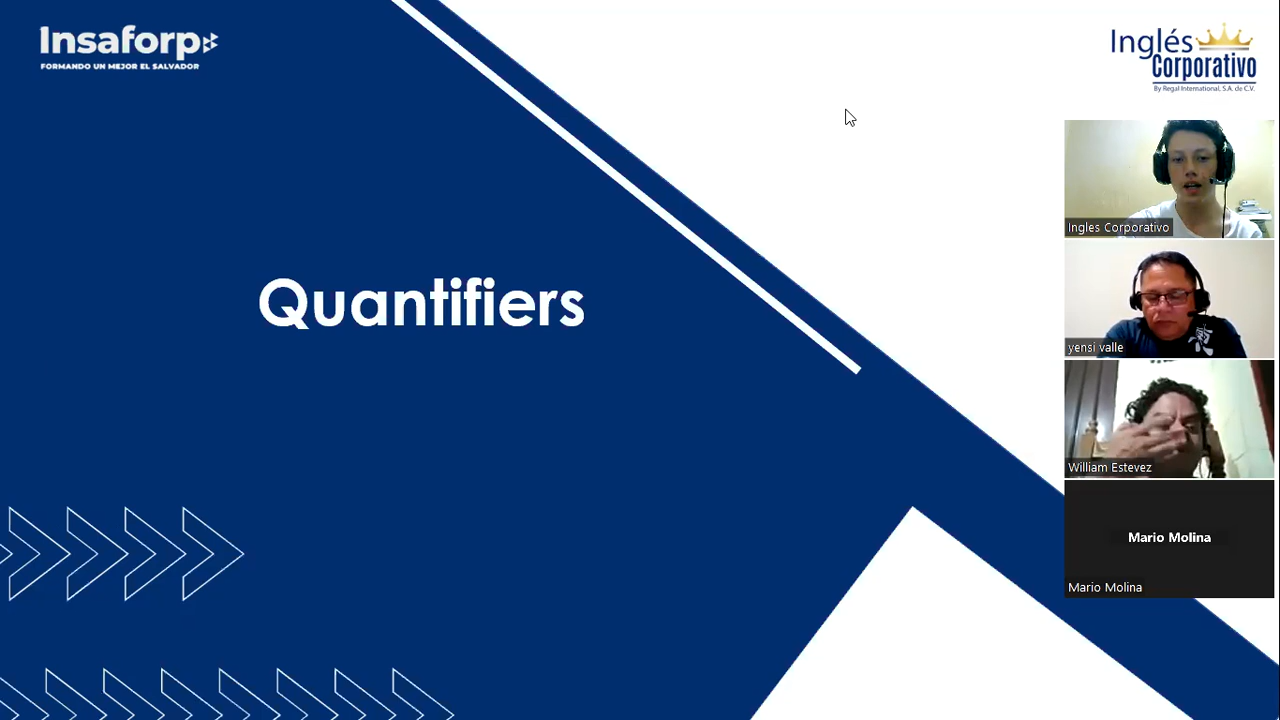 Insaforp
FORMANDO UN MEJOR EL SALVADOR
Inglés
Corporativo
By Regal International, S.A. de C.V.
Quantifiers
Ingles Corporativo
yensi valle
William Estevez
Mario Molina
Mario Molina